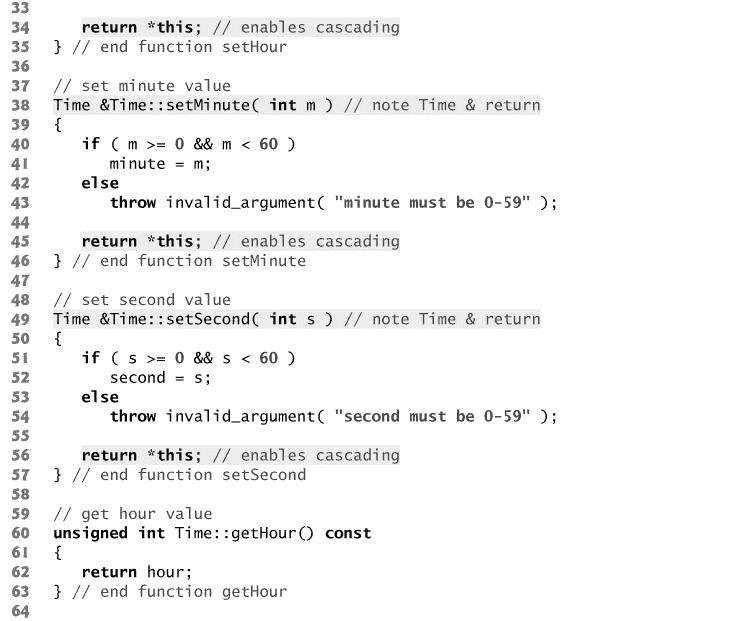 33
34 return *this; // enables cascading
35 } // end function setHour
36
37 // set minute value
38 Time &Time::setMinute( int m ) // note Time & return
39 {
40 if ( m >= 0 && m < 60 )
41 minute = m;
42 else
43 throw invalid_argument( "minute must be 0-59" );
44
45 return *this; // enables cascading
46 } // end function setMinute
47
48 // set second value
49 Time &Time::setSecond( int s ) // note Time & return
50 {
51 if ( s >= 0 && s < 60 )
52 second = s;
53 else
54 throw invalid_argument( "second must be 0-59" );
55
56 return *this; // enables cascading
57 } // end function setSecond
58
59 // get hour value
60 unsigned int Time::getHour() const
61 {
62 return hour;
63 } // end function getHour
64